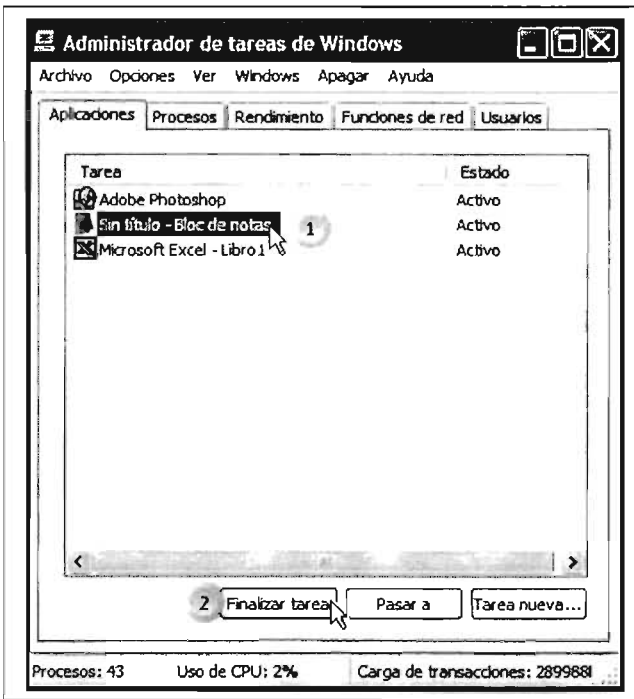 Administrador de tareas de Windows
Archivo Opciones Ver Windows Apagar Ayuda
Aplicaciones Procesos Rendimiento Funciones de red Usuarios
Tarea Estado
Adobe Photoshop Activo
Sin título - Bloc de notas 1 Activo
Microsoft Excel - Libro1 Activo
2 Finalizar tarea Pasar a Tarea nueva...
Procesos: 43 Uso de CPU: 2% Carga de transacciones: 289988